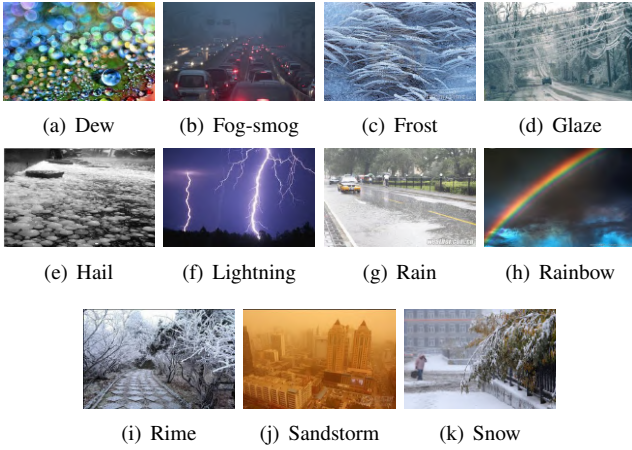 (a) Dew
(b) Fog-smog
(c) Frost
(d) Glaze
(e) Hail
(f) Lightning
(g) Rain
(h) Rainbow
(i) Rime
(j) Sandstorm
(k) Snow